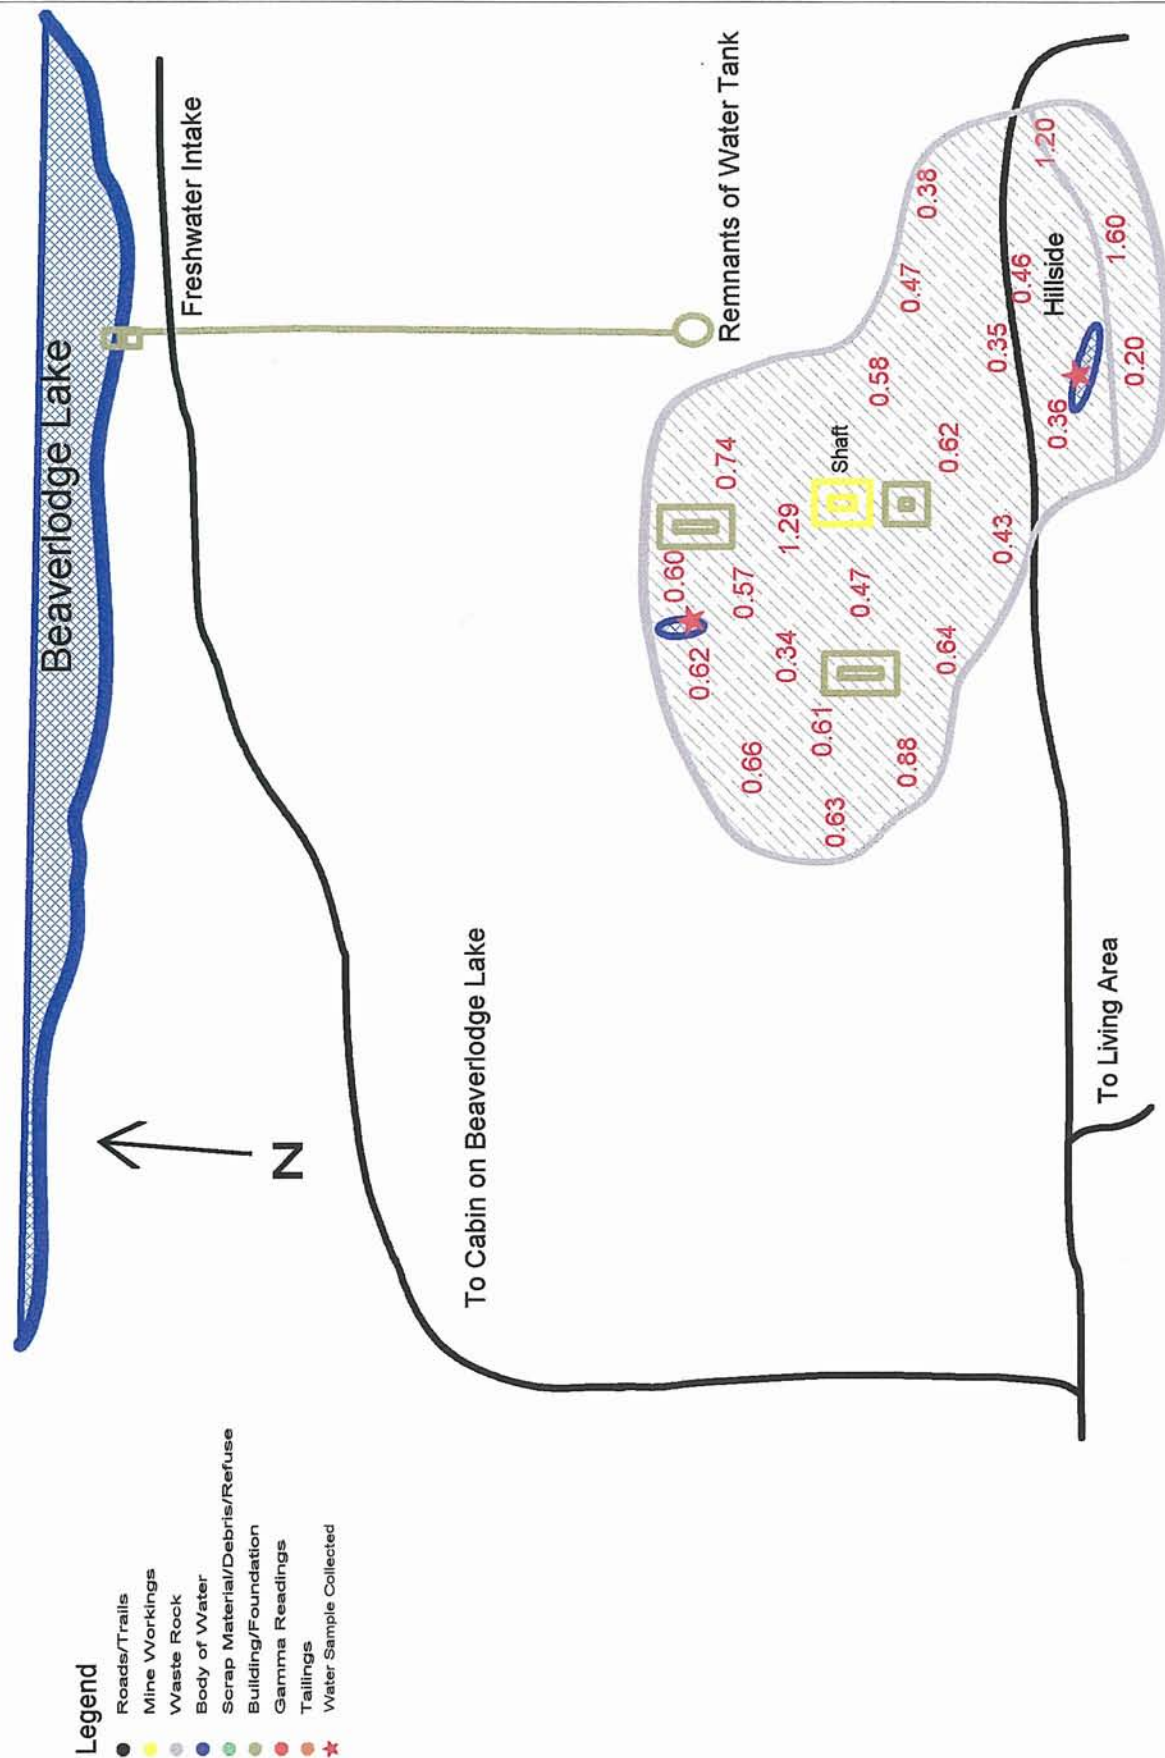 Beaverlodge Lake
Legend
Roads/Trails
Mine Workings
Waste Rock
Body of Water
Scrap Material/Debris/Refuse
Building/Foundation
Gamma Readings
Tailings
Water Sample Collected
Freshwater Intake
N
To Cabin on Beaverlodge Lake
0.60
0.62
0.74
Remnants of Water Tank
0.57
0.66
0.34
1.29
0.61
0.63
Shaft
0.47
0.58
0.88
0.47
0.38
0.64
0.62
0.35
0.43
0.46
1.20
Hillside
0.36
To Living Area
1.60
0.20